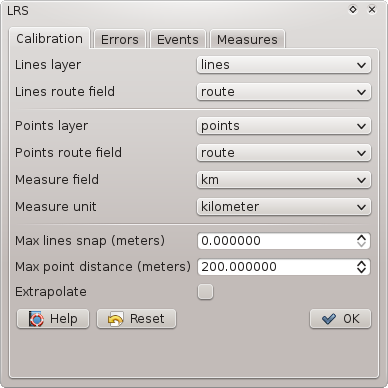 LRS
Calibration Errors Events Measures
Lines layer lines
Lines route field route
Points layer points
Points route field route
Measure field km
Measure unit kilometer
Max lines snap (meters) 0.000000
Max point distance (meters) 200.000000
Extrapolate
Help Reset OK